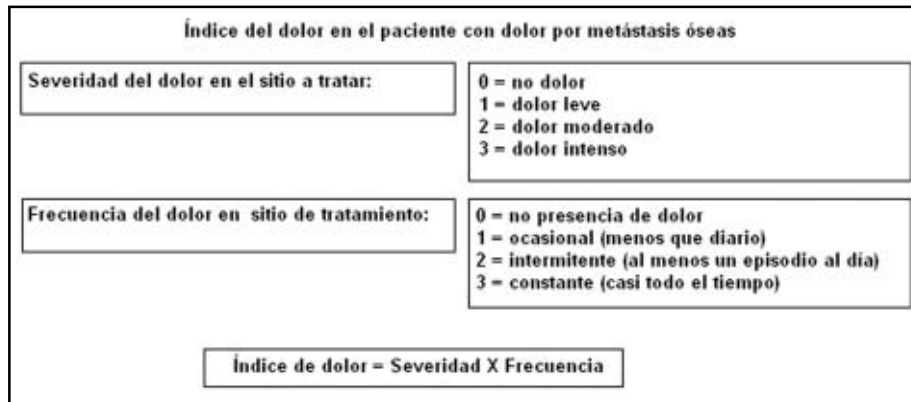 Índice del dolor en el paciente con dolor por metástasis óseas
Severidad del dolor en el sitio a tratar:
0 = no dolor
1 = dolor leve
2 = dolor moderado
3 = dolor intenso
Frecuencia del dolor en sitio de tratamiento:
0 = no presencia de dolor
1 = ocasional (menos que diario)
2 = intermitente (al menos un episodio al día)
3 = constante (casi todo el tiempo)
Índice de dolor = Severidad X Frecuencia